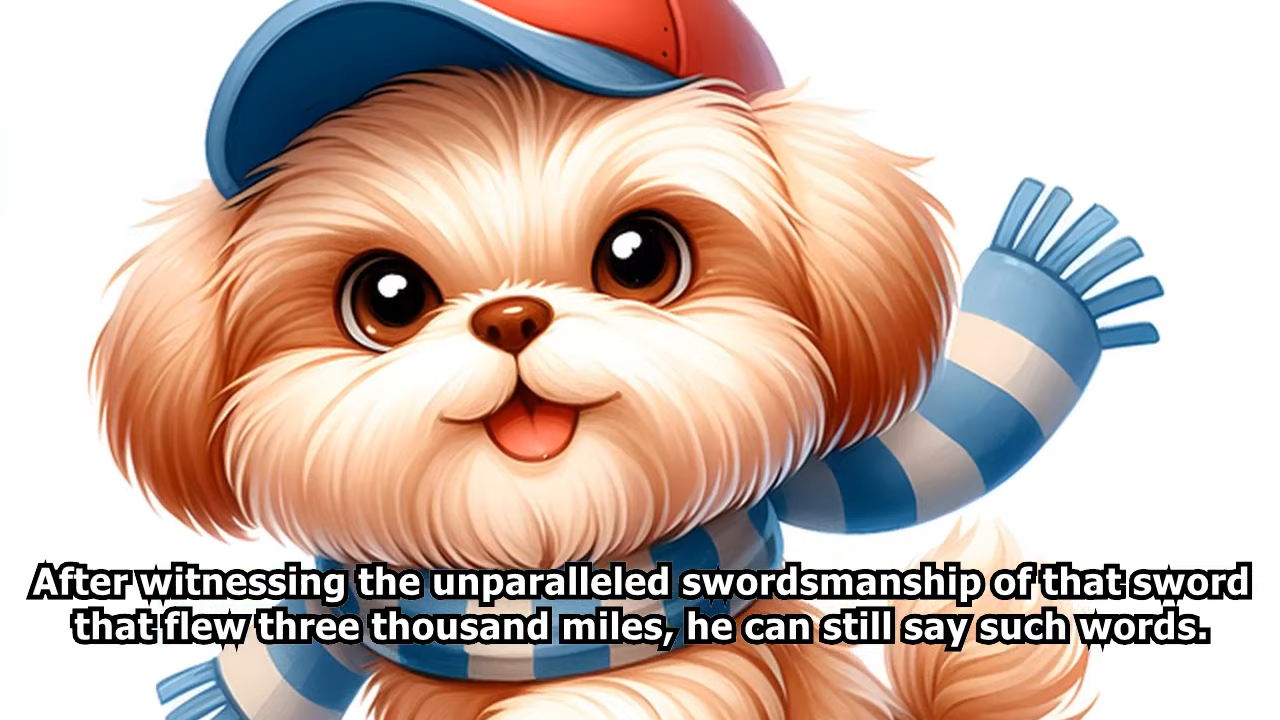 After witnessing the unparalleled swordsmanship of that sword
that flew three thousand miles, he can still say such words.